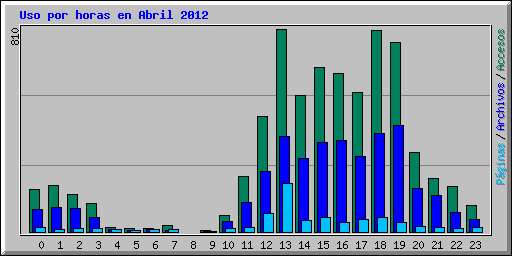 Uso por horas en Abril 2012
810
Páginas / Archivos / Accesos
0 1 2 3 4 5 6 7 8 9 10 11 12 13 14 15 16 17 18 19 20 21 22 23